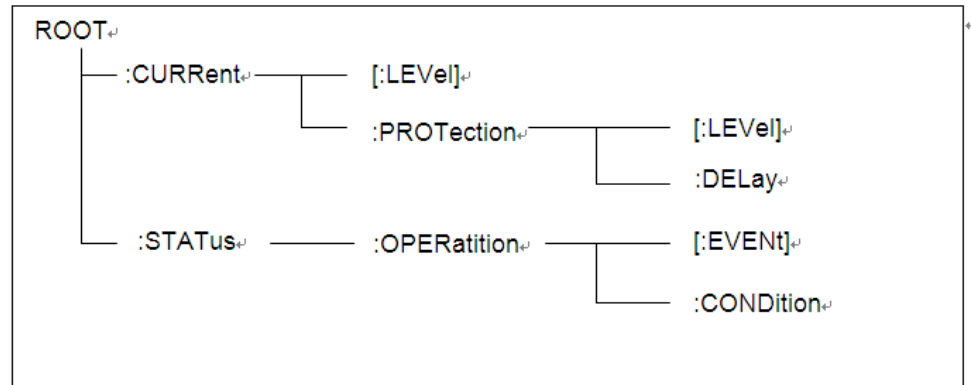 ROOT↵
:CURRent↵ [:LEVel]↵
:PROTection↵ [:LEVel]↵
:DELay↵
:STATus↵ :OPERatition↵ [:EVENt]↵
:CONDition↵